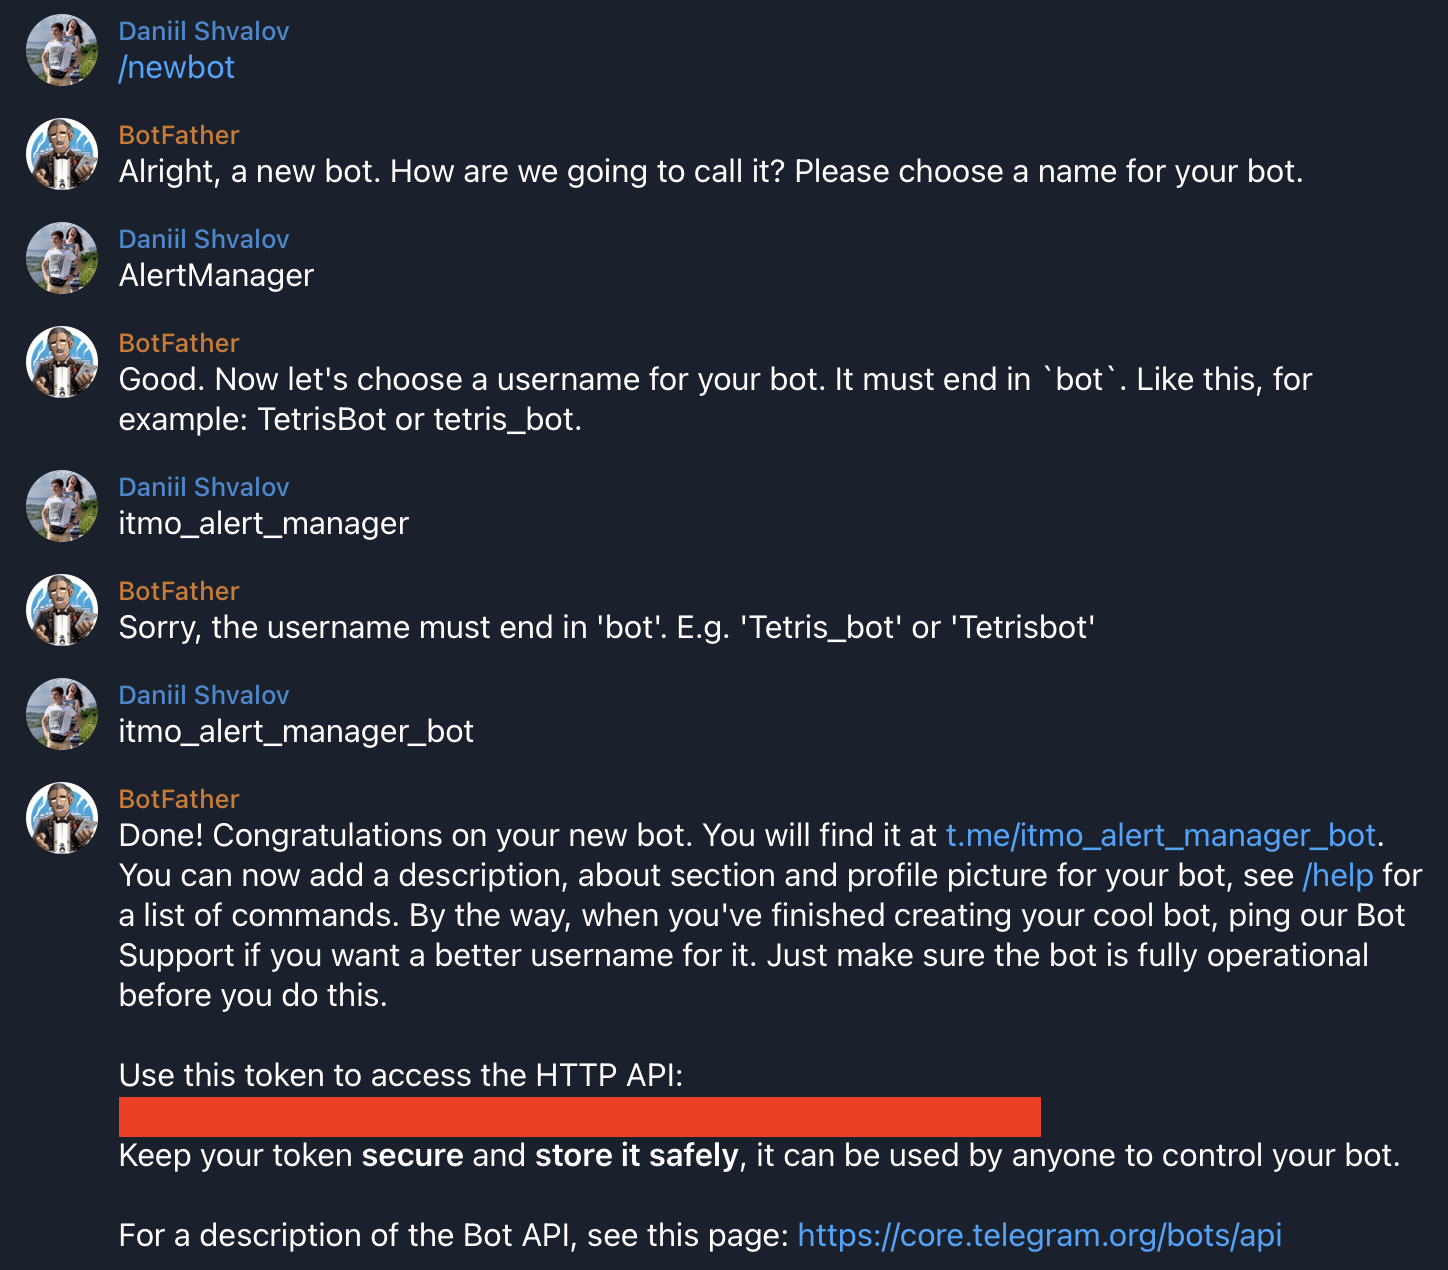 Daniil Shvalov
/newbot
BotFather
Alright, a new bot. How are we going to call it? Please choose a name for your bot.
Daniil Shvalov
AlertManager
BotFather
Good. Now let's choose a username for your bot. It must end in `bot`. Like this, for
example: TetrisBot or tetris_bot.
Daniil Shvalov
itmo_alert_manager
BotFather
Sorry, the username must end in 'bot'. E.g. 'Tetris_bot' or 'Tetrisbot'
Daniil Shvalov
itmo_alert_manager_bot
BotFather
Done! Congratulations on your new bot. You will find it at t.me/itmo_alert_manager_bot.
You can now add a description, about section and profile picture for your bot, see /help for
a list of commands. By the way, when you've finished creating your cool bot, ping our Bot
Support if you want a better username for it. Just make sure the bot is fully operational
before you do this.
Use this token to access the HTTP API:
Keep your token secure and store it safely, it can be used by anyone to control your bot.
For a description of the Bot API, see this page: https://core.telegram.org/bots/api